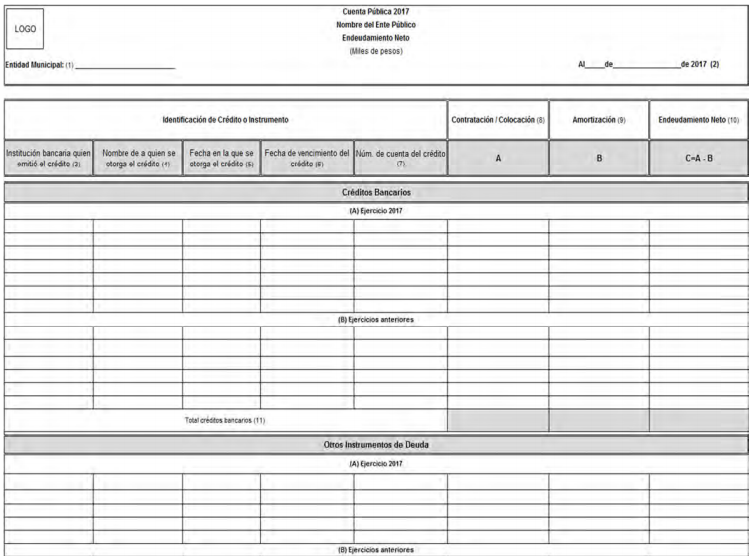 LOGO
Cuenta Pública 2017
Nombre del Ente Público
Endeudamiento Neto
(Miles de pesos)
Entidad Municipal: (1) ____________________
Al_____de_________________de 2017 (2)
Identificación de Crédito o Instrumento
Contratación / Colocación (8)
Amortización (9)
Endeudamiento Neto (10)
Institución bancaria quien emitió el crédito (3)
Nombre de a quien se otorga el crédito (4)
Fecha en la que se otorga el crédito (5)
Fecha de vencimiento del crédito (6)
Núm. de cuenta del crédito (7)
A
B
C=A - B
Créditos Bancarios
(A) Ejercicio 2017
(B) Ejercicios anteriores
Total créditos bancarios (11)
Otros Instrumentos de Deuda
(A) Ejercicio 2017
(B) Ejercicios anteriores